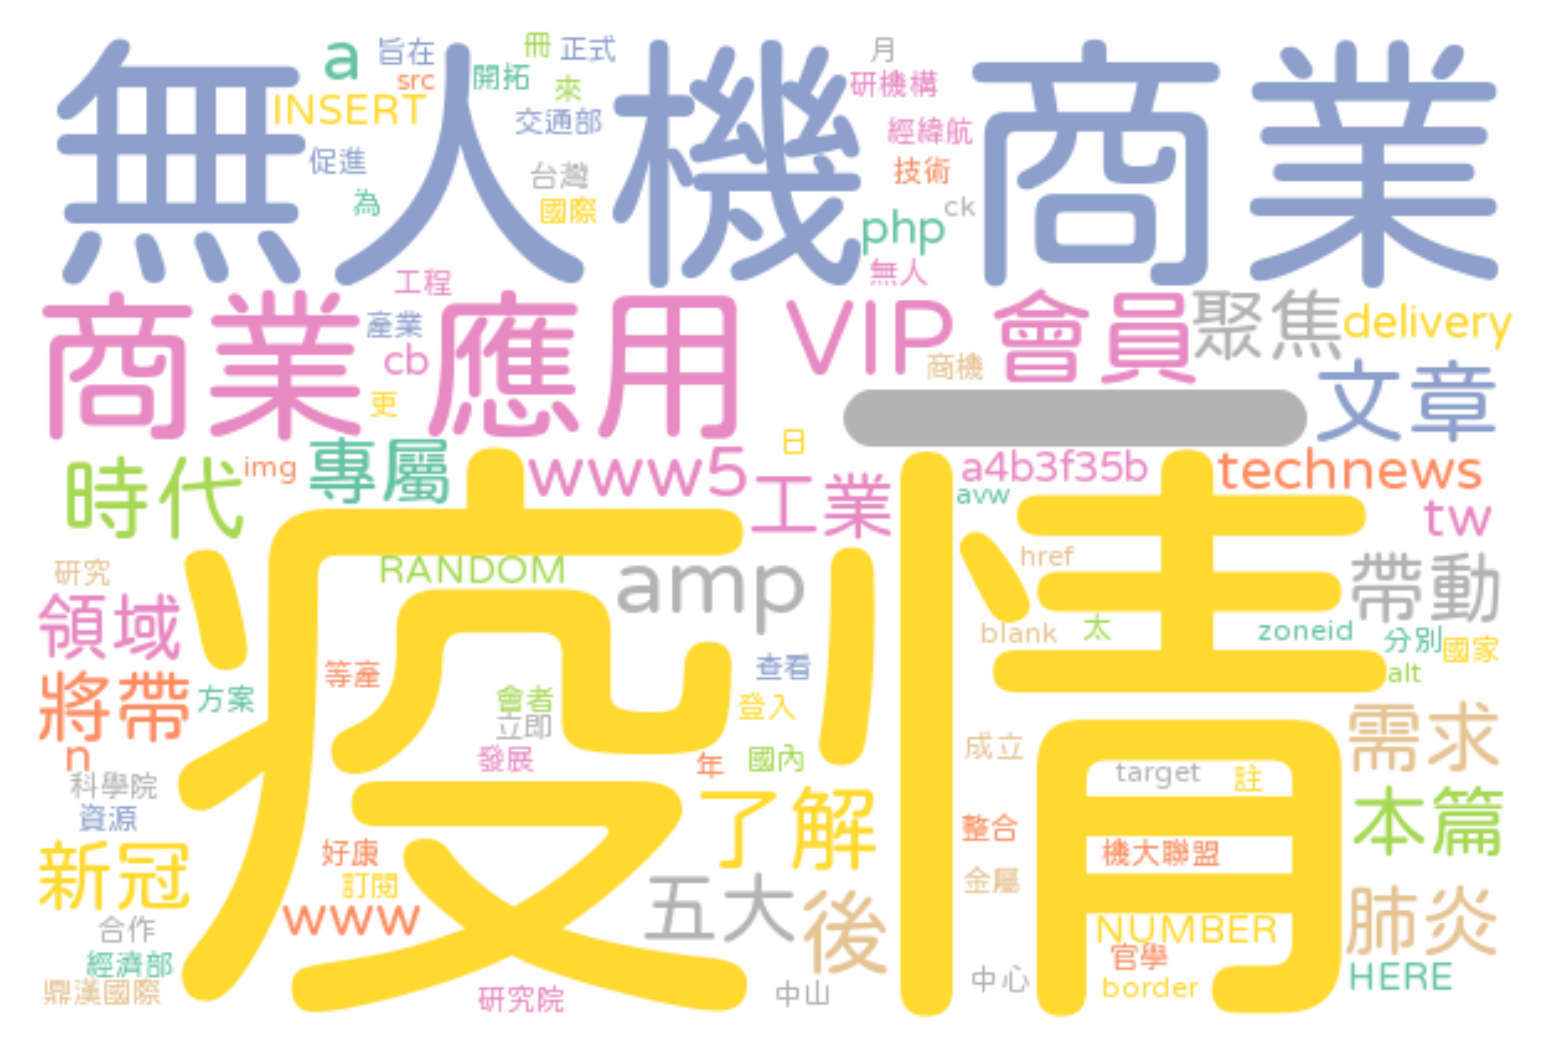 無人機商業
a
旨在
冊
正式
月
src
開拓
來
研機構
INSERT
交通部
經緯航
促進
台灣
技術
為
國際
ck
php
工程
無人
商業應用
產業
VIP會員
聚焦
delivery
cb
商機
更
一
文章
日
時代
img
專屬
www5
工業
a4b3f35b
technews
avw
tw
疫情
研究
RANDOM
amp
href
帶動
領域
blank
太
zoneid
分別
國家
將帶
方案
等產
查看
alt
會者
立即
登入
需求
n
發展
年
國內
成立
target
註
科學院
資源
了解
整合
本篇
新冠
好康
機大聯盟
訂閱
金屬
www
五大
後
肺炎
合作
NUMBER
經濟部
官學
HERE
鼎漢國際
研究院
中山
中心
border